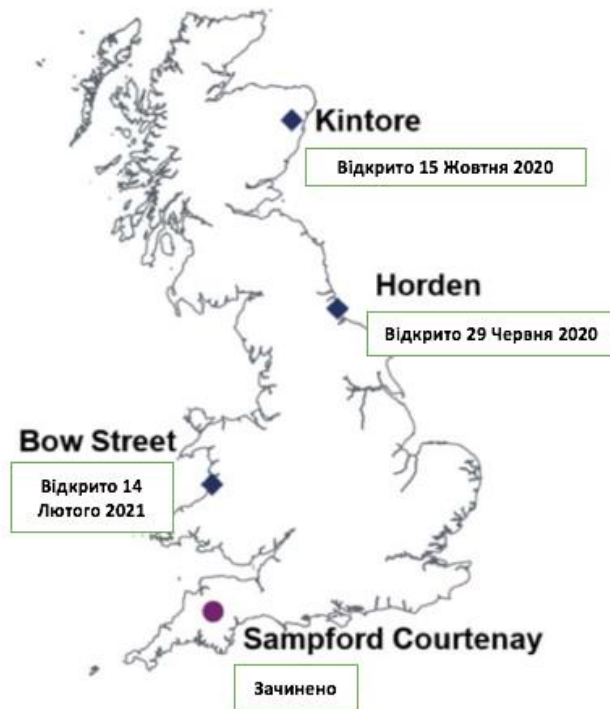 Kintore
Відкрито 15 Жовтня 2020
Horden
Відкрито 29 Червня 2020
Bow Street
Відкрито 14
Лютого 2021
Sampford Courtenay
Зачинено